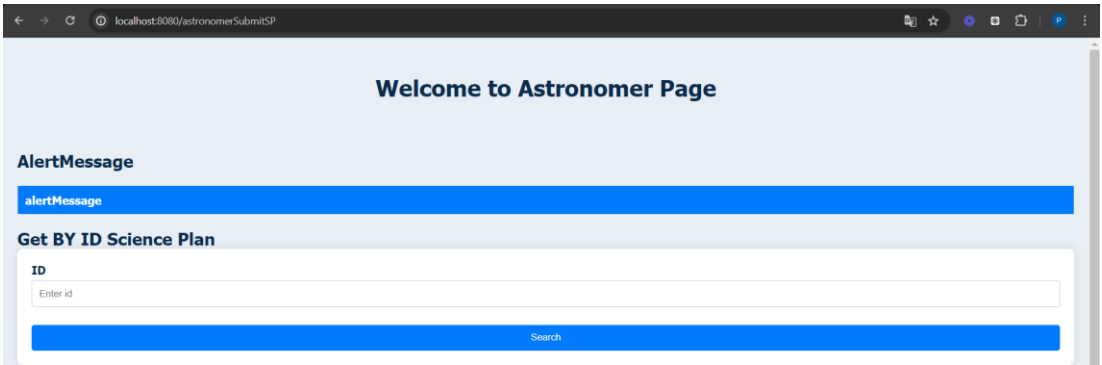 localhost:8080/astronomerSubmitSP
P
Welcome to Astronomer Page
AlertMessage
alertMessage
Get BY ID Science Plan
ID
Enter id
Search